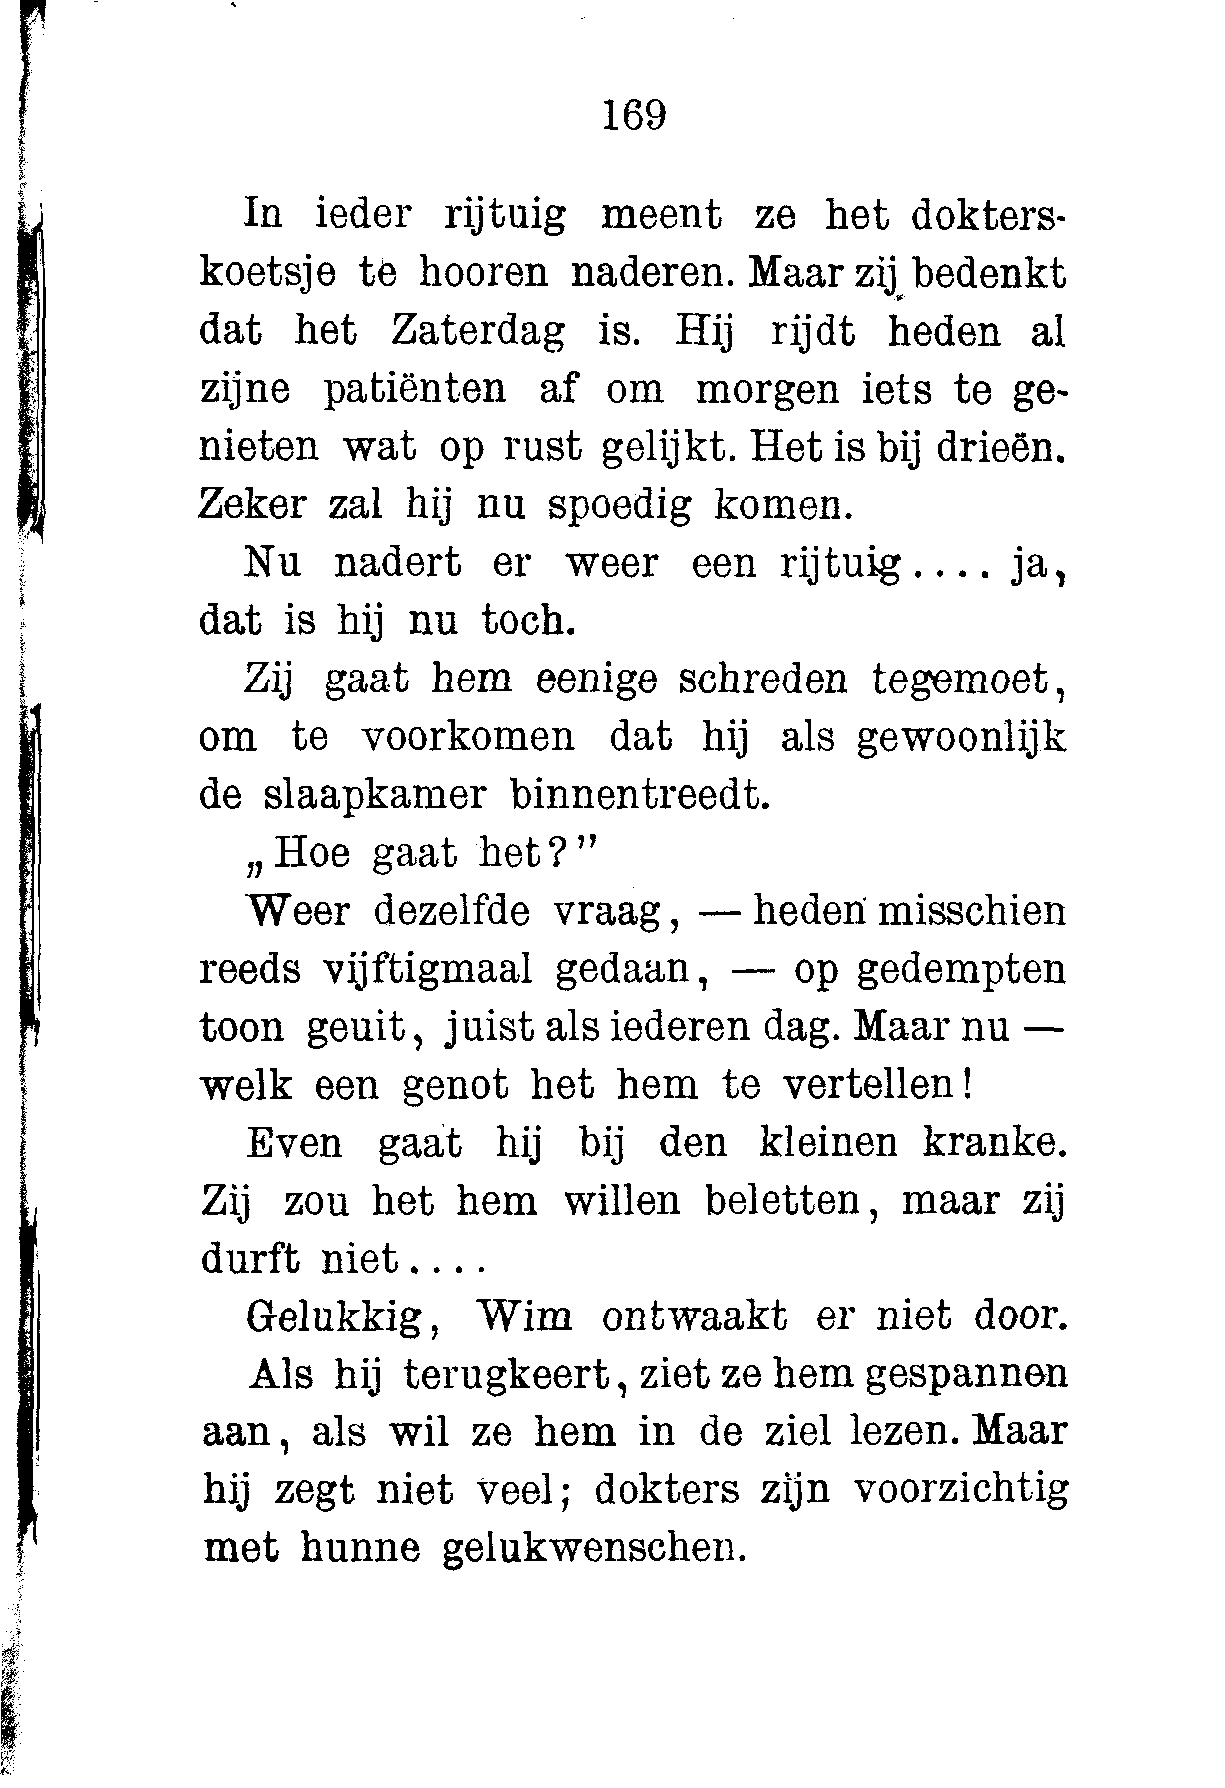 169
In ieder rijtuig meent ze het dokters-
koetsje te hooren naderen. Maar zij bedenkt
dat het Zaterdag is. Hij rijdt heden al
zijne patiënten af om morgen iets te ge-
nieten wat op rust gelijkt. Het is bij drieën.
Zeker zal hij nu spoedig komen.
Nu nadert er weer een rijtuig.... ja,
dat is hij nu toch.
Zij gaat hem eenige schreden tegemoet,
om te voorkomen dat hij als gewoonlijk
de slaapkamer binnentreedt.
„Hoe gaat het?”
Weer dezelfde vraag, — heden misschien
reeds vijftigmaal gedaan, — op gedempten
toon geuit, juist als iederen dag. Maar nu —
welk een genot het hem te vertellen!
Even gaat hij bij den kleinen kranke.
Zij zou het hem willen beletten, maar zij
durft niet....
Gelukkig, Wim ontwaakt er niet door.
Als hij terugkeert, ziet ze hem gespannen
aan, als wil ze hem in de ziel lezen. Maar
hij zegt niet veel; dokters zijn voorzichtig
met hunne gelukwenschen.